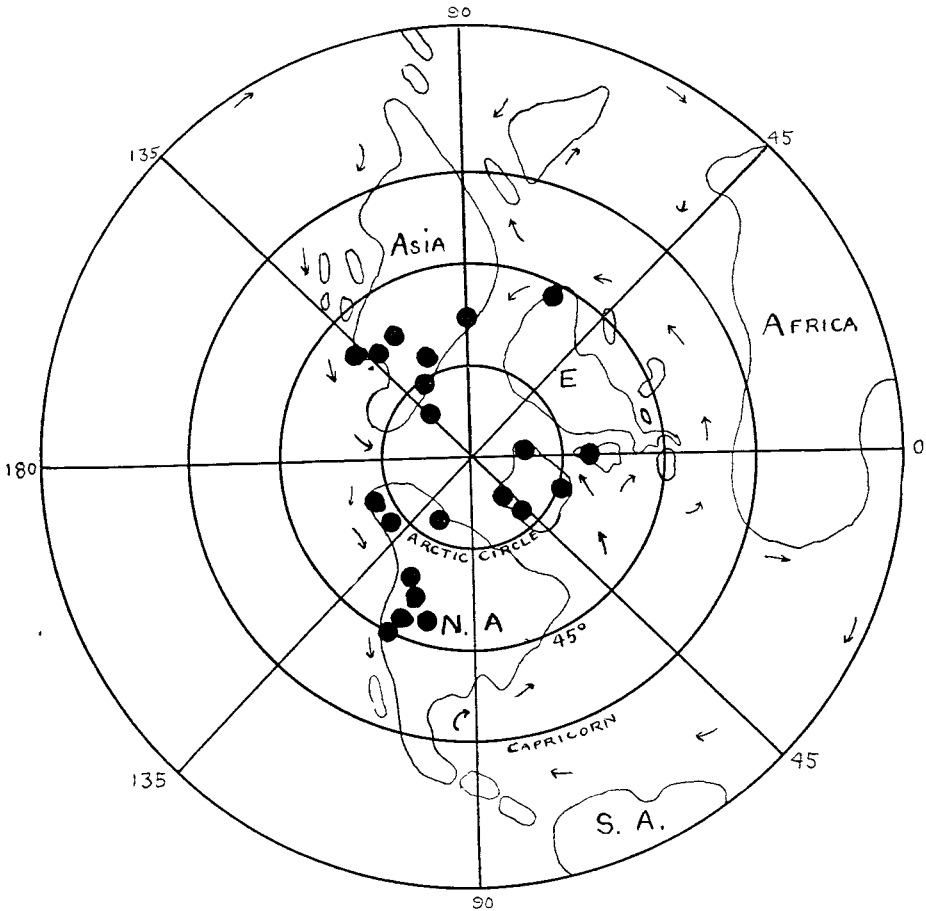 90
135
45
ASIA
AFRICA
E
180
0
ARCTIC CIRCLE
N. A
45°
CAPRICORN
135
45
S. A.
90